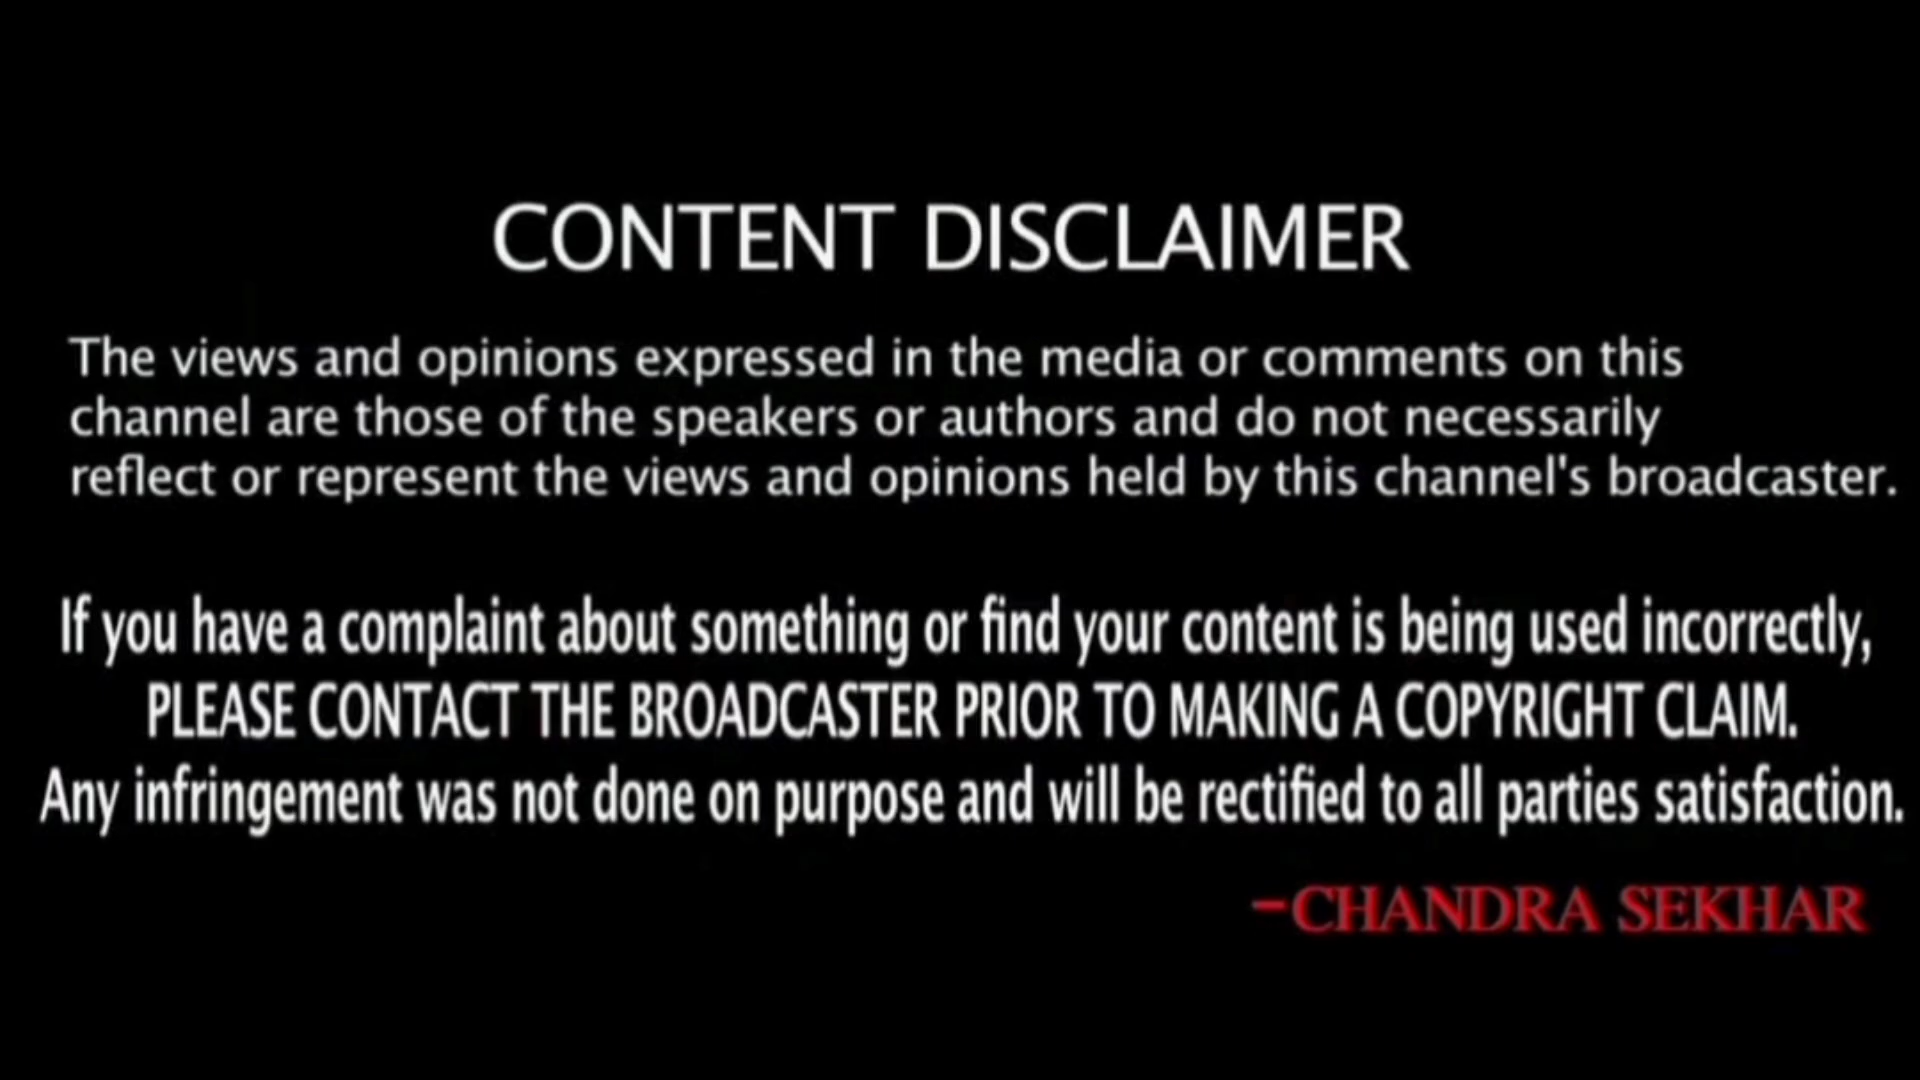 CONTENT DISCLAIMER
The views and opinions expressed in the media or comments on this
channel are those of the speakers or authors and do not necessarily
reflect or represent the views and opinions held by this channel's broadcaster.
If you have a complaint about something or find your content is being used incorrectly,
PLEASE CONTACT THE BROADCASTER PRIOR TO MAKING A COPYRIGHT CLAIM.
Any infringement was not done on purpose and will be rectified to all parties satisfaction.
-CHANDRA SEKHAR